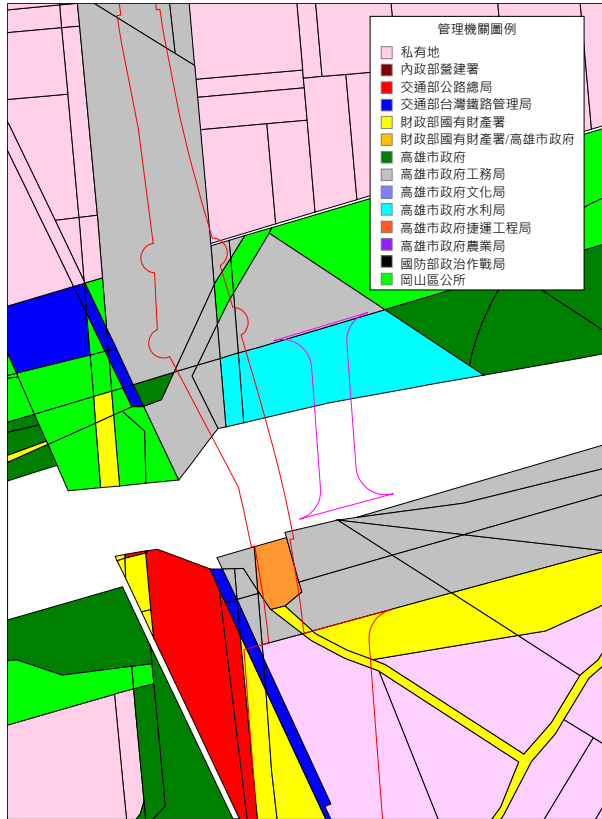 管理機關圖例
私有地
內政部營建署
交通部公路總局
交通部台灣鐵路管理局
財政部國有財產署
財政部國有財產署/高雄市政府
高雄市政府
高雄市政府工務局
高雄市政府文化局
高雄市政府水利局
高雄市政府捷運工程局
高雄市政府農業局
國防部政治作戰局
岡山區公所